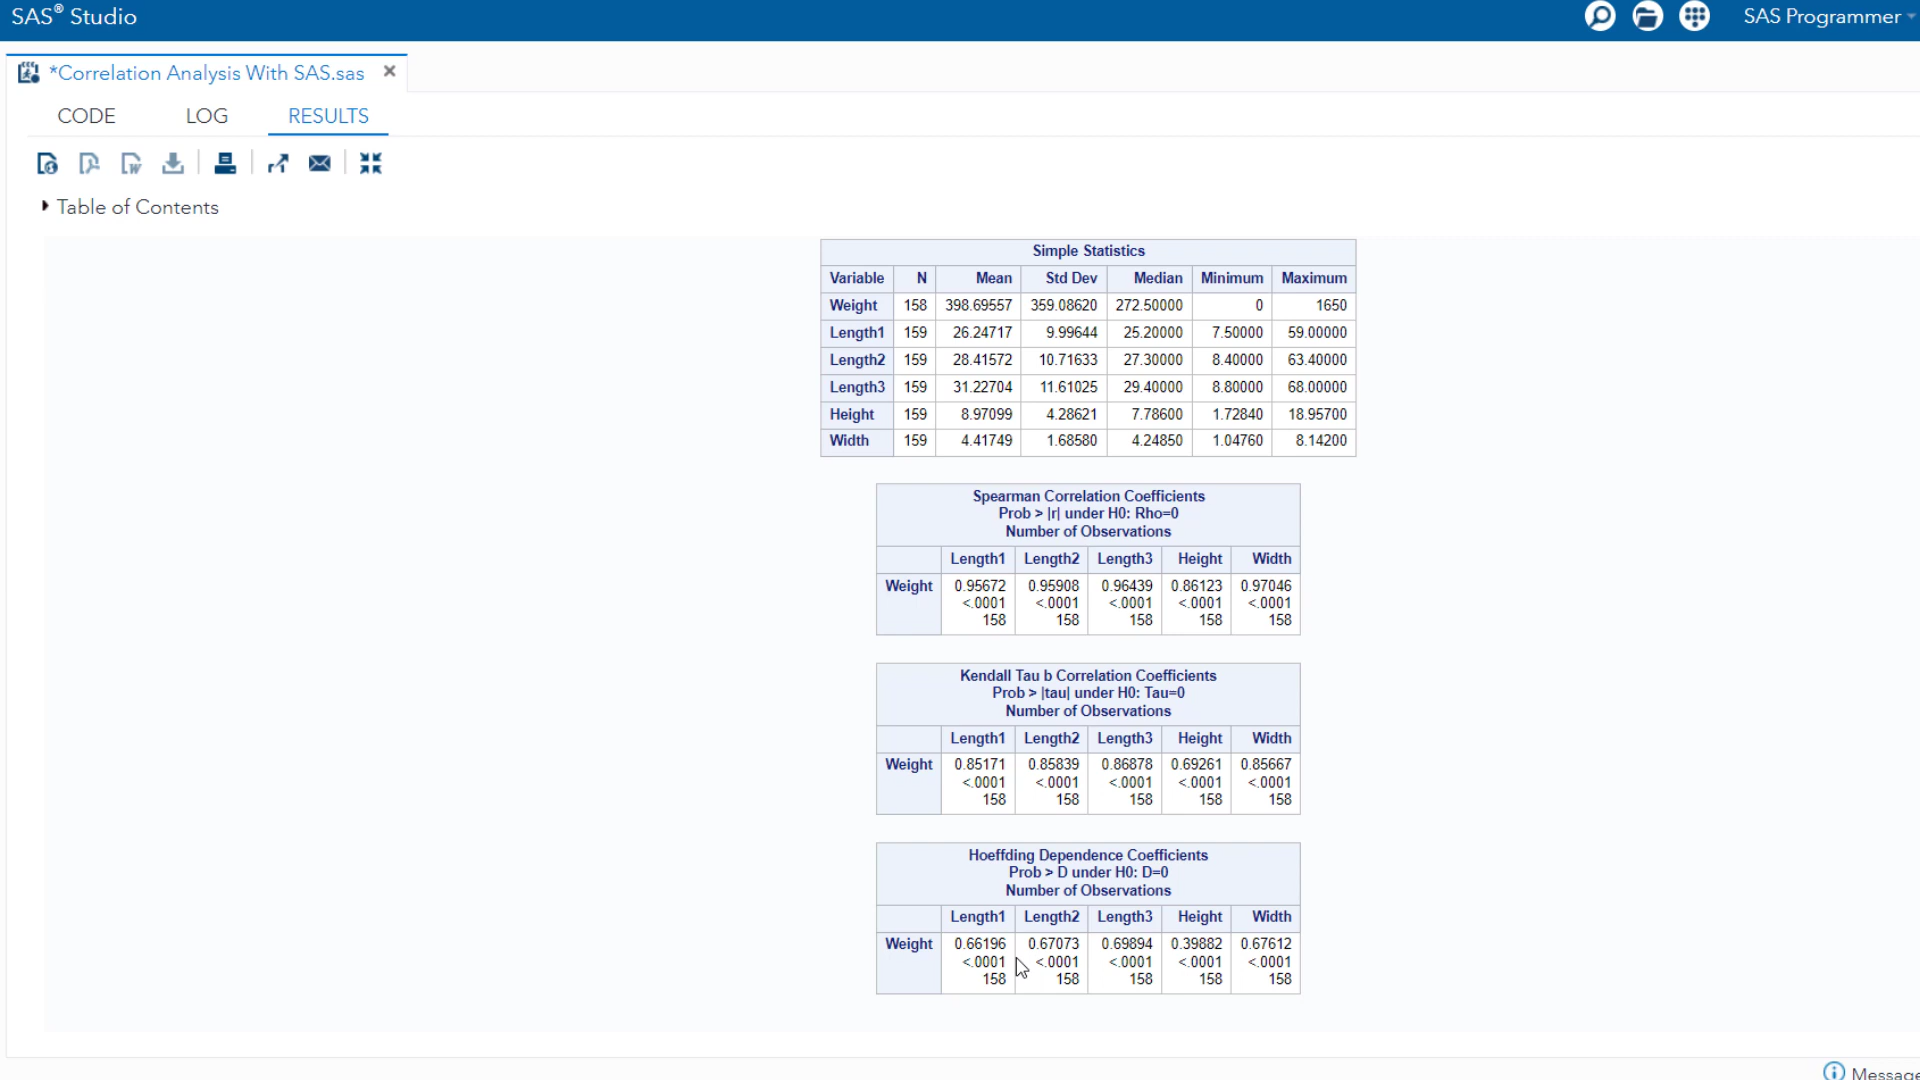 SAS® Studio
SAS Programmer
*Correlation Analysis With SAS.sas
CODE LOG RESULTS
Table of Contents
Simple Statistics
Variable N Mean Std Dev Median Minimum Maximum
Weight 158 398.69557 359.08620 272.50000 0 1650
Length1 159 26.24717 9.99644 25.20000 7.50000 59.00000
Length2 159 28.41572 10.71633 27.30000 8.40000 63.40000
Length3 159 31.22704 11.61025 29.40000 8.80000 68.00000
Height 159 8.97099 4.28621 7.78600 1.72840 18.95700
Width 159 4.41749 1.68580 4.24850 1.04760 8.14200
Spearman Correlation Coefficients
Prob > |r| under H0: Rho=0
Number of Observations
Length1 Length2 Length3 Height Width
Weight 0.95672 0.95908 0.96439 0.86123 0.97046
<.0001 <.0001 <.0001 <.0001 <.0001
158 158 158 158 158
Kendall Tau b Correlation Coefficients
Prob > |tau| under H0: Tau=0
Number of Observations
Length1 Length2 Length3 Height Width
Weight 0.85171 0.85839 0.86878 0.69261 0.85667
<.0001 <.0001 <.0001 <.0001 <.0001
158 158 158 158 158
Hoeffding Dependence Coefficients
Prob > D under H0: D=0
Number of Observations
Length1 Length2 Length3 Height Width
Weight 0.66196 0.67073 0.69894 0.39882 0.67612
<.0001 <.0001 <.0001 <.0001 <.0001
158 158 158 158 158
Message